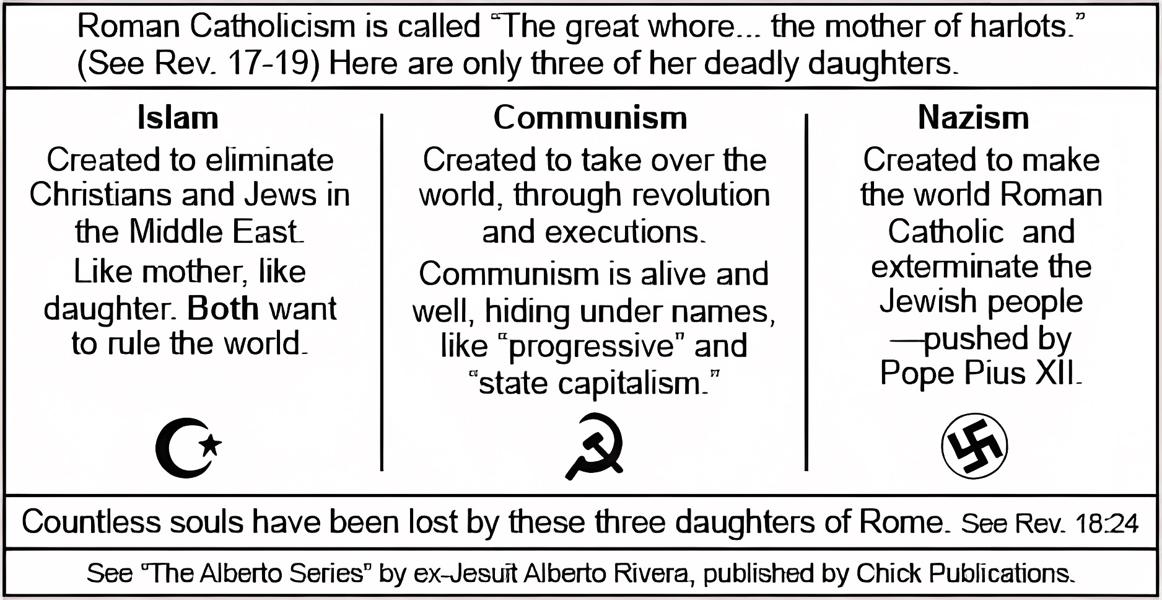 Roman Catholicism is called “The great whore... the mother of harlots.”
(See Rev. 17-19) Here are only three of her deadly daughters.
Islam
Created to eliminate
Christians and Jews in
the Middle East.
Like mother, like
daughter. Both want
to rule the world.
Communism
Created to take over the
world, through revolution
and executions.
Communism is alive and
well, hiding under names,
like “progressive” and
“state capitalism.”
Nazism
Created to make
the world Roman
Catholic and
exterminate the
Jewish people
—pushed by
Pope Pius XII.
Countless souls have been lost by these three daughters of Rome. See Rev. 18:24
See “The Alberto Series” by ex-Jesuit Alberto Rivera, published by Chick Publications.